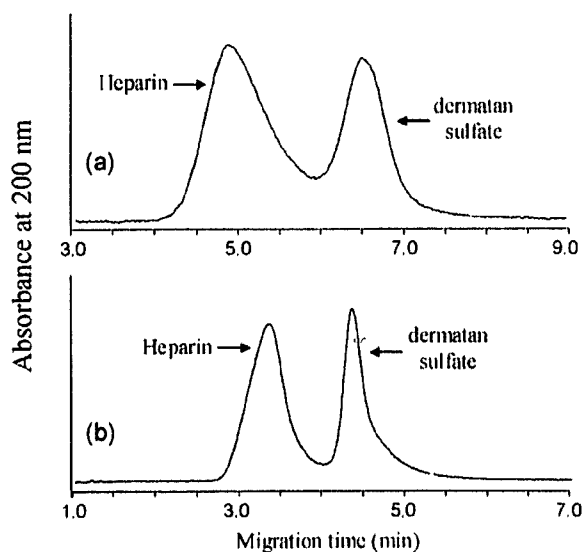 Absorbance at 200 nm
Heparin
dermatan
sulfate
(a)
3.0 5.0 7.0 9.0
Heparin
dermatan
sulfate
(b)
1.0 3.0 5.0 7.0
Migration time (min)